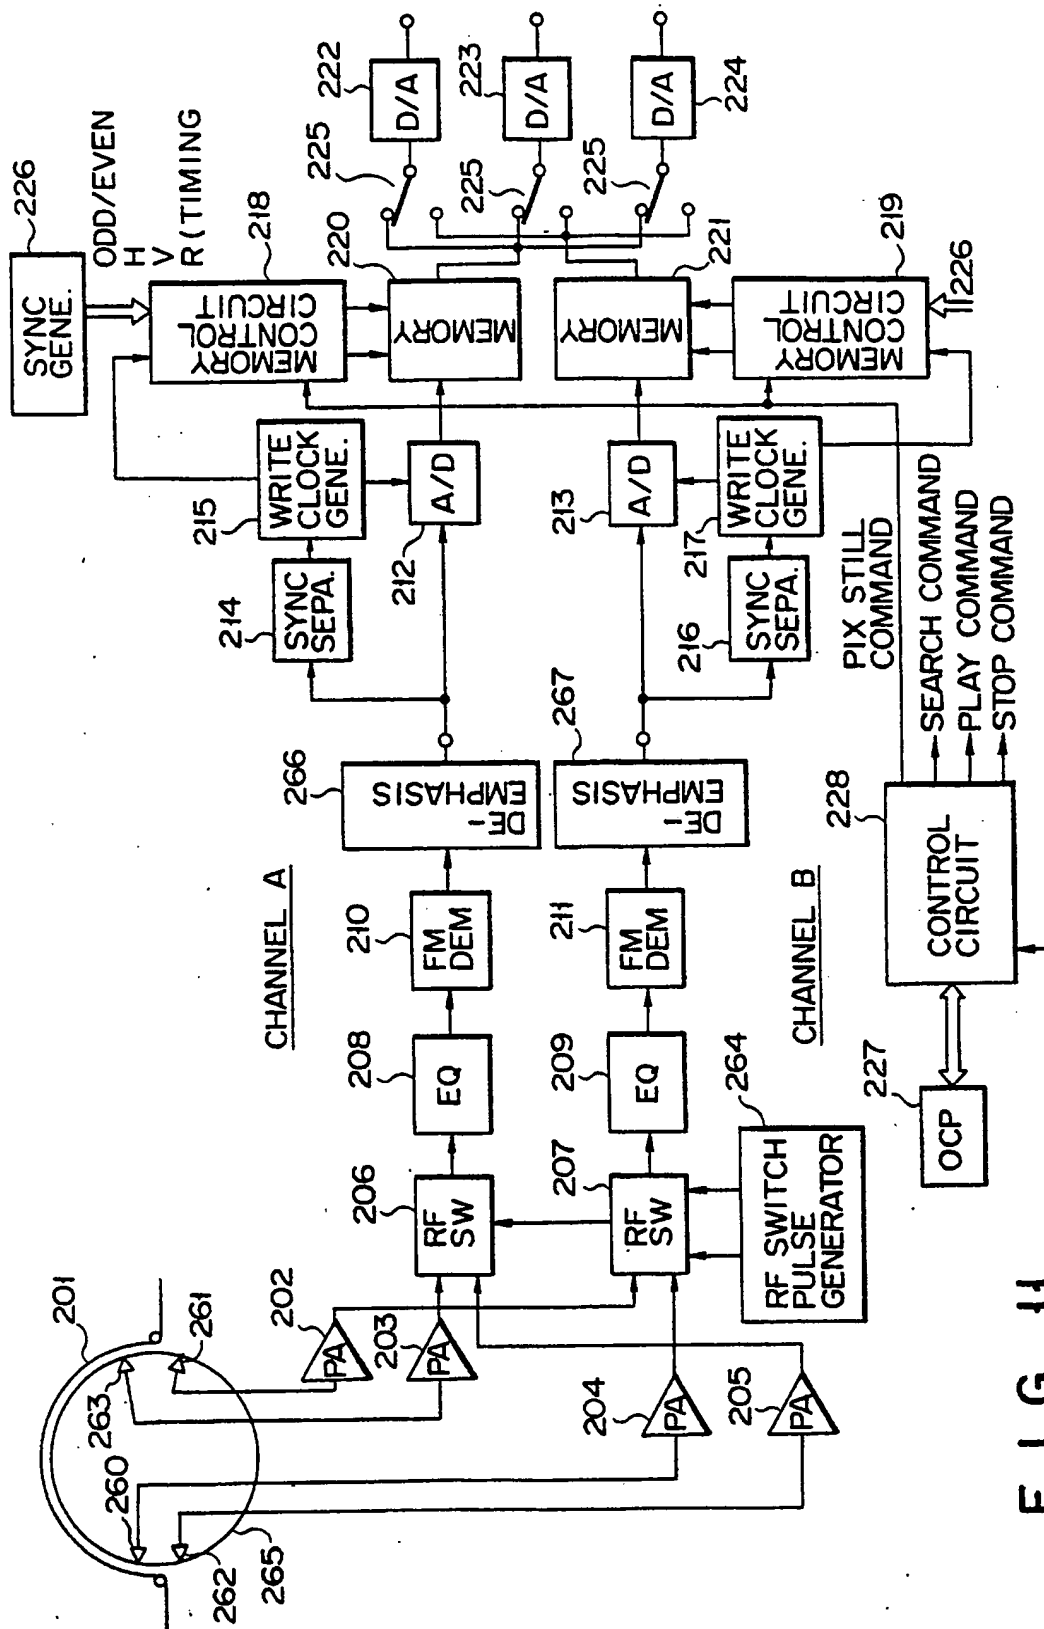 226
SYNC
GENE.
ODD/EVEN
H
V
R (TIMING
218
MEMORY
CONTROL
CIRCUIT
220
MEMORY
225
222
D/A
225
223
D/A
225
224
D/A
221
MEMORY
219
MEMORY
CONTROL
CIRCUIT
226
215
WRITE
CLOCK
GENE.
214
SYNC
SEPA.
212
A/D
213
A/D
217
WRITE
CLOCK
GENE.
216
SYNC
SEPA.
PIX STILL
COMMAND
SEARCH COMMAND
PLAY COMMAND
STOP COMMAND
266
DE-
EMPHASIS
267
DE-
EMPHASIS
228
CONTROL
CIRCUIT
227
OCP
CHANNEL A
210
FM
DEM
211
FM
DEM
CHANNEL B
208
EQ
209
EQ
206
RF
SW
207
RF
SW
264
RF SWITCH
PULSE
GENERATOR
201
261
263
260
262
265
202
PA
203
PA
204
PA
205
PA
FIG. 11